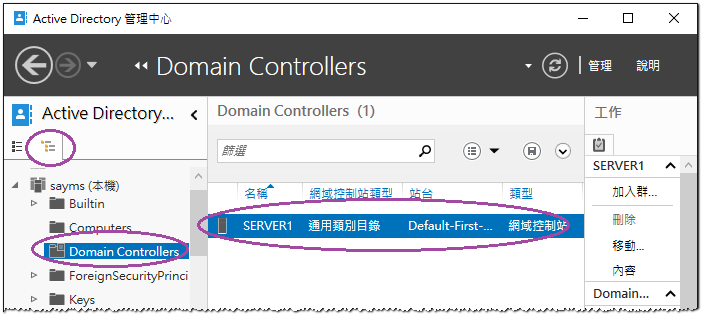 Active Directory 管理中心
Domain Controllers
管理
說明
Active Directory...
sayms (本機)
Builtin
Computers
Domain Controllers
ForeignSecurityPrinci
Keys
Domain Controllers (1)
篩選
名稱 網域控制站類型 站台 類型
SERVER1 通用類別目錄 Default-First-... 網域控制站
工作
SERVER1
加入群...
刪除
移動...
內容
Domain...